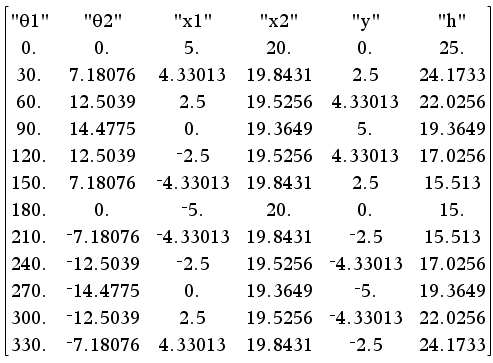 "θ1" "θ2" "x1" "x2" "y" "h"
0. 0. 5. 20. 0. 25.
30. 7.18076 4.33013 19.8431 2.5 24.1733
60. 12.5039 2.5 19.5256 4.33013 22.0256
90. 14.4775 0. 19.3649 5. 19.3649
120. 12.5039 -2.5 19.5256 4.33013 17.0256
150. 7.18076 -4.33013 19.8431 2.5 15.513
180. 0. -5. 20. 0. 15.
210. -7.18076 -4.33013 19.8431 -2.5 15.513
240. -12.5039 -2.5 19.5256 -4.33013 17.0256
270. -14.4775 0. 19.3649 -5. 19.3649
300. -12.5039 2.5 19.5256 -4.33013 22.0256
330. -7.18076 4.33013 19.8431 -2.5 24.1733